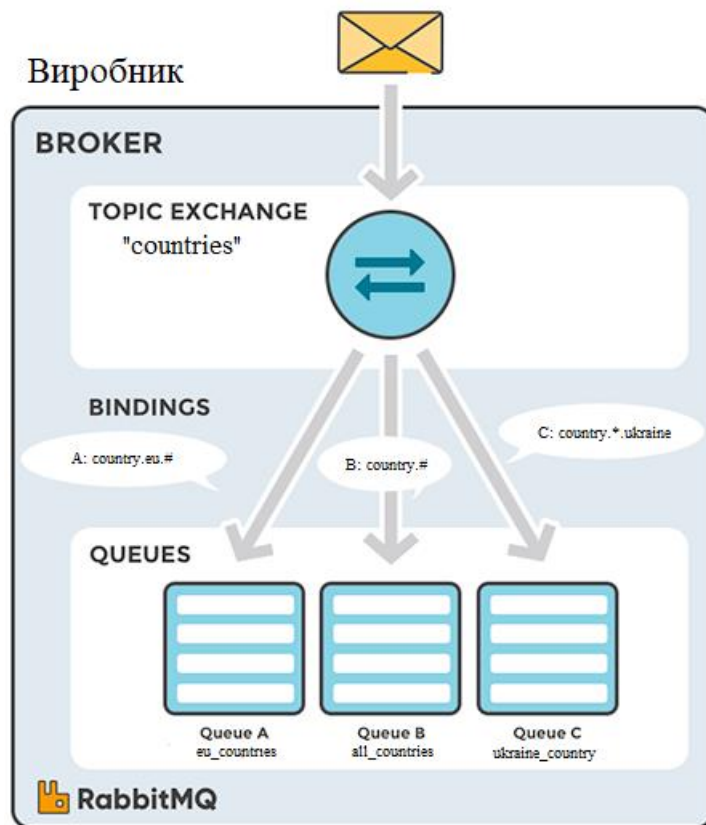 Виробник
BROKER
TOPIC EXCHANGE
"countries"
BINDINGS
A: country.eu.#
B: country.#
C: country.*.ukraine
QUEUES
Queue A
eu_countries
Queue B
all_countries
Queue C
ukraine_country
RabbitMQ